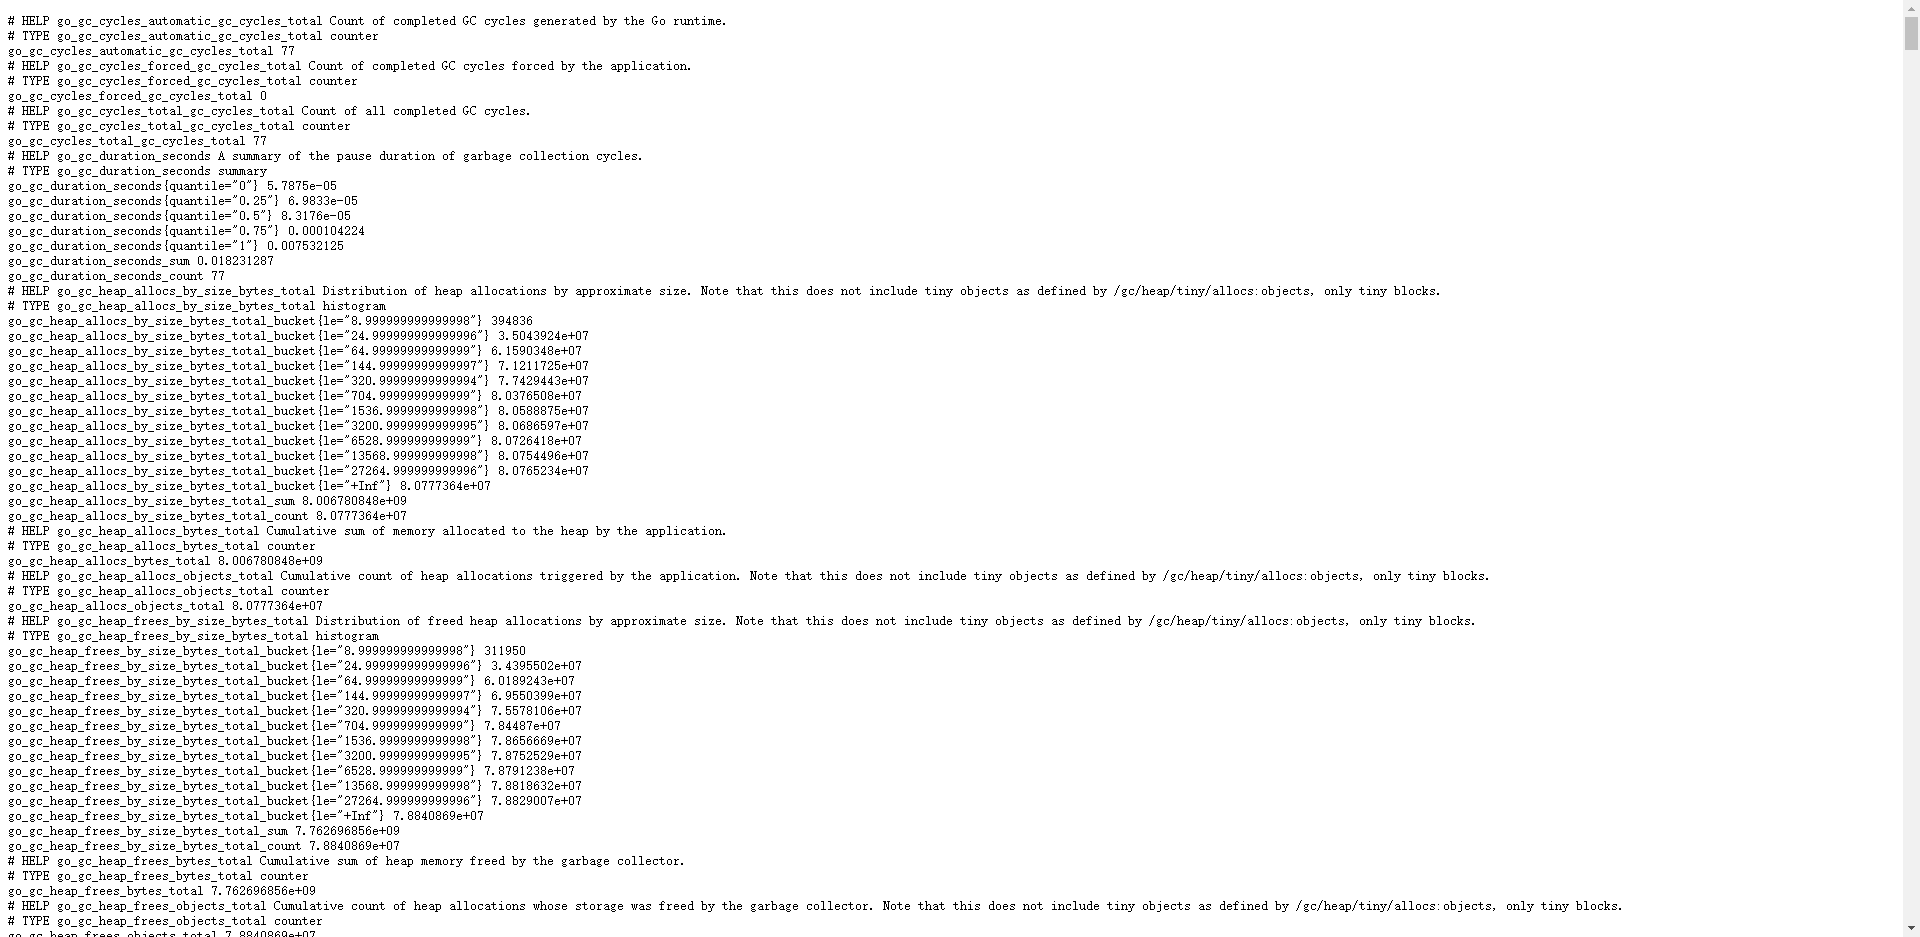 # HELP go_gc_cycles_automatic_gc_cycles_total Count of completed GC cycles generated by the Go runtime.
# TYPE go_gc_cycles_automatic_gc_cycles_total counter
go_gc_cycles_automatic_gc_cycles_total 77
# HELP go_gc_cycles_forced_gc_cycles_total Count of completed GC cycles forced by the application.
# TYPE go_gc_cycles_forced_gc_cycles_total counter
go_gc_cycles_forced_gc_cycles_total 0
# HELP go_gc_cycles_total_gc_cycles_total Count of all completed GC cycles.
# TYPE go_gc_cycles_total_gc_cycles_total counter
go_gc_cycles_total_gc_cycles_total 77
# HELP go_gc_duration_seconds A summary of the pause duration of garbage collection cycles.
# TYPE go_gc_duration_seconds summary
go_gc_duration_seconds{quantile="0"} 5.7875e-05
go_gc_duration_seconds{quantile="0.25"} 6.9833e-05
go_gc_duration_seconds{quantile="0.5"} 8.3176e-05
go_gc_duration_seconds{quantile="0.75"} 0.000104224
go_gc_duration_seconds{quantile="1"} 0.007532125
go_gc_duration_seconds_sum 0.018231287
go_gc_duration_seconds_count 77
# HELP go_gc_heap_allocs_by_size_bytes_total Distribution of heap allocations by approximate size. Note that this does not include tiny objects as defined by /gc/heap/tiny/allocs:objects, only tiny blocks.
# TYPE go_gc_heap_allocs_by_size_bytes_total histogram
go_gc_heap_allocs_by_size_bytes_total_bucket{le="8.999999999999998"} 394836
go_gc_heap_allocs_by_size_bytes_total_bucket{le="24.999999999999996"} 3.5043924e+07
go_gc_heap_allocs_by_size_bytes_total_bucket{le="64.99999999999999"} 6.1590348e+07
go_gc_heap_allocs_by_size_bytes_total_bucket{le="144.99999999999997"} 7.1211725e+07
go_gc_heap_allocs_by_size_bytes_total_bucket{le="320.99999999999994"} 7.7429443e+07
go_gc_heap_allocs_by_size_bytes_total_bucket{le="704.9999999999999"} 8.0376508e+07
go_gc_heap_allocs_by_size_bytes_total_bucket{le="1536.9999999999998"} 8.0588875e+07
go_gc_heap_allocs_by_size_bytes_total_bucket{le="3200.9999999999995"} 8.0686597e+07
go_gc_heap_allocs_by_size_bytes_total_bucket{le="6528.999999999999"} 8.0726418e+07
go_gc_heap_allocs_by_size_bytes_total_bucket{le="13568.999999999998"} 8.0754496e+07
go_gc_heap_allocs_by_size_bytes_total_bucket{le="27264.999999999996"} 8.0765234e+07
go_gc_heap_allocs_by_size_bytes_total_bucket{le="+Inf"} 8.0777364e+07
go_gc_heap_allocs_by_size_bytes_total_sum 8.006780848e+09
go_gc_heap_allocs_by_size_bytes_total_count 8.0777364e+07
# HELP go_gc_heap_allocs_bytes_total Cumulative sum of memory allocated to the heap by the application.
# TYPE go_gc_heap_allocs_bytes_total counter
go_gc_heap_allocs_bytes_total 8.006780848e+09
# HELP go_gc_heap_allocs_objects_total Cumulative count of heap allocations triggered by the application. Note that this does not include tiny objects as defined by /gc/heap/tiny/allocs:objects, only tiny blocks.
# TYPE go_gc_heap_allocs_objects_total counter
go_gc_heap_allocs_objects_total 8.0777364e+07
# HELP go_gc_heap_frees_by_size_bytes_total Distribution of freed heap allocations by approximate size. Note that this does not include tiny objects as defined by /gc/heap/tiny/allocs:objects, only tiny blocks.
# TYPE go_gc_heap_frees_by_size_bytes_total histogram
go_gc_heap_frees_by_size_bytes_total_bucket{le="8.999999999999998"} 311950
go_gc_heap_frees_by_size_bytes_total_bucket{le="24.999999999999996"} 3.4395502e+07
go_gc_heap_frees_by_size_bytes_total_bucket{le="64.99999999999999"} 6.0189243e+07
go_gc_heap_frees_by_size_bytes_total_bucket{le="144.99999999999997"} 6.9550399e+07
go_gc_heap_frees_by_size_bytes_total_bucket{le="320.99999999999994"} 7.5578106e+07
go_gc_heap_frees_by_size_bytes_total_bucket{le="704.9999999999999"} 7.84487e+07
go_gc_heap_frees_by_size_bytes_total_bucket{le="1536.9999999999998"} 7.8656669e+07
go_gc_heap_frees_by_size_bytes_total_bucket{le="3200.9999999999995"} 7.8752529e+07
go_gc_heap_frees_by_size_bytes_total_bucket{le="6528.999999999999"} 7.8791238e+07
go_gc_heap_frees_by_size_bytes_total_bucket{le="13568.999999999998"} 7.8818632e+07
go_gc_heap_frees_by_size_bytes_total_bucket{le="27264.999999999996"} 7.8829007e+07
go_gc_heap_frees_by_size_bytes_total_bucket{le="+Inf"} 7.8840869e+07
go_gc_heap_frees_by_size_bytes_total_sum 7.762696856e+09
go_gc_heap_frees_by_size_bytes_total_count 7.8840869e+07
# HELP go_gc_heap_frees_bytes_total Cumulative sum of heap memory freed by the garbage collector.
# TYPE go_gc_heap_frees_bytes_total counter
go_gc_heap_frees_bytes_total 7.762696856e+09
# HELP go_gc_heap_frees_objects_total Cumulative count of heap allocations whose storage was freed by the garbage collector. Note that this does not include tiny objects as defined by /gc/heap/tiny/allocs:objects, only tiny blocks.
# TYPE go_gc_heap_frees_objects_total counter
go_gc_heap_frees_objects_total 7.8840869e+07